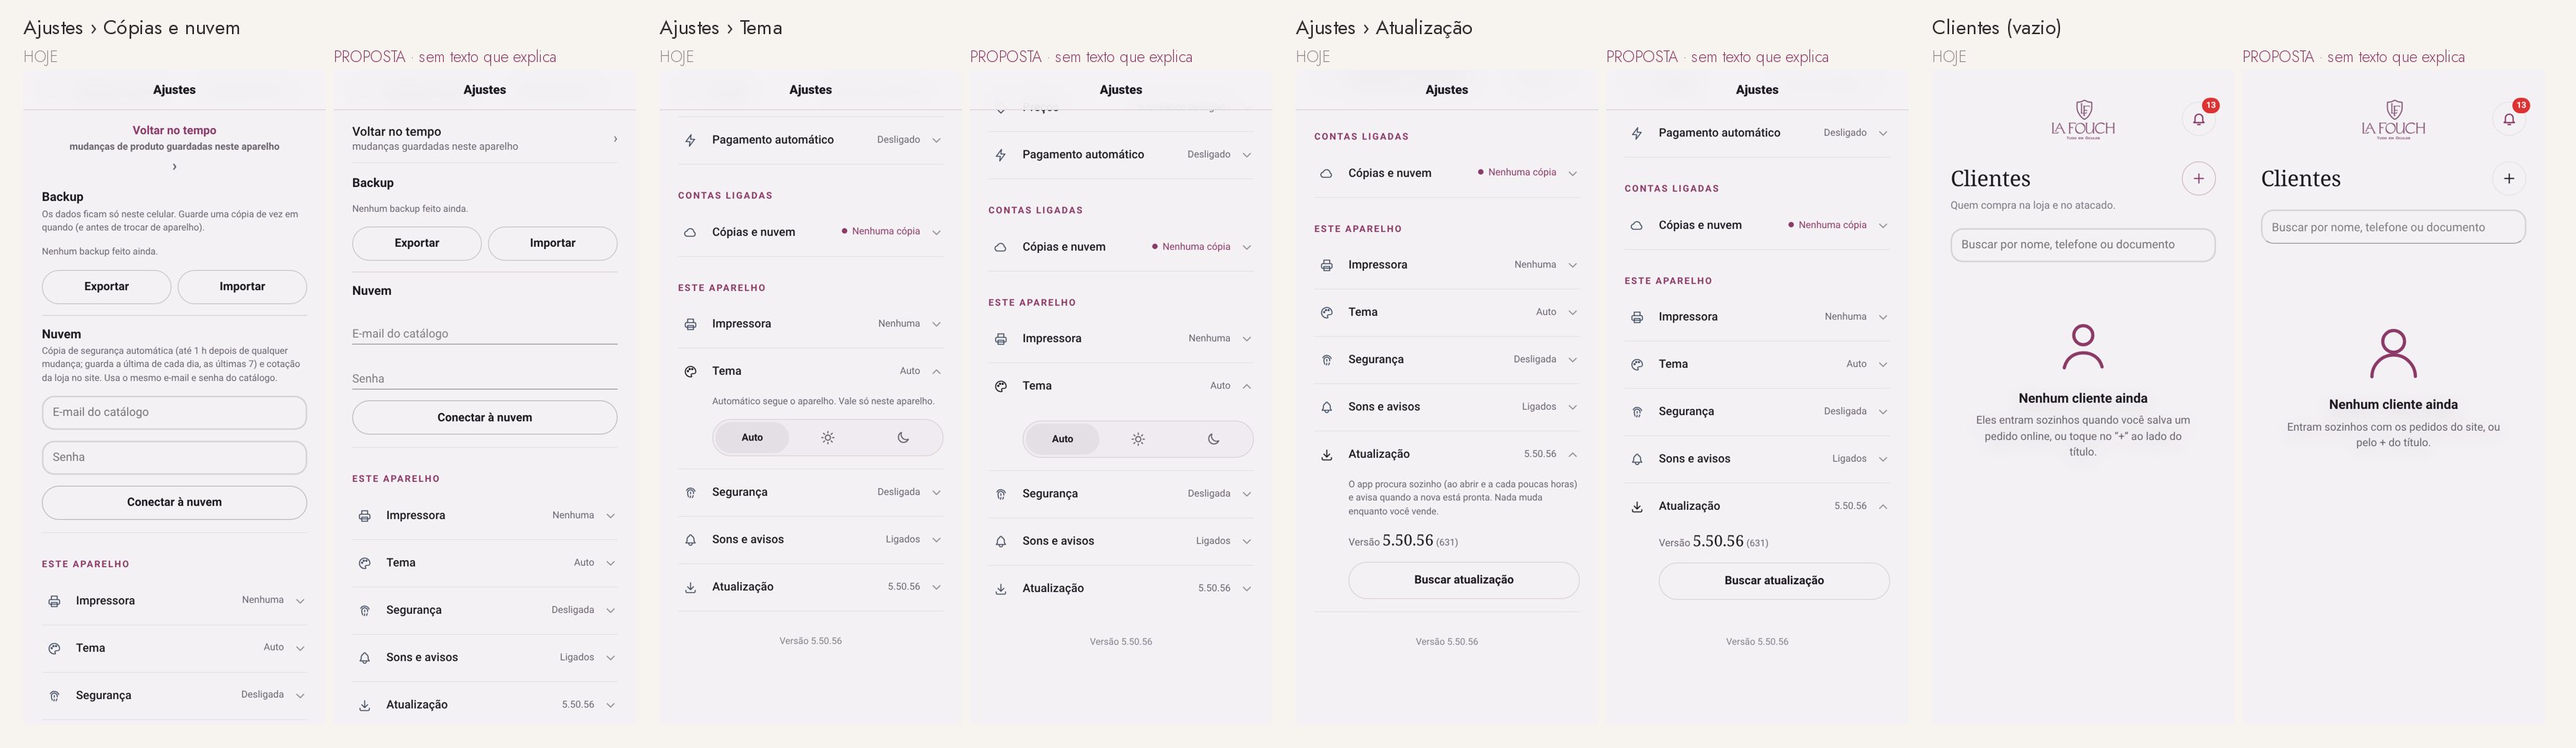 Ajustes › Cópias e nuvem
HOJE
PROPOSTA · sem texto que explica
Ajustes
Voltar no tempo
mudanças de produto guardadas neste aparelho
›
Backup
Os dados ficam só neste celular. Guarde uma cópia de vez em
quando (e antes de trocar de aparelho).
Nenhum backup feito ainda.
Exportar
Importar
Nuvem
Cópia de segurança automática (até 1 h depois de qualquer
mudança; guarda a última de cada dia, as últimas 7) e cotação
da loja no site. Usa o mesmo e-mail e senha do catálogo.
E-mail do catálogo
Senha
Conectar à nuvem
ESTE APARELHO
Impressora Nenhuma
Tema Auto
Segurança Desligada
Ajustes
Voltar no tempo
mudanças guardadas neste aparelho
›
Backup
Nenhum backup feito ainda.
Exportar
Importar
Nuvem
E-mail do catálogo
Senha
Conectar à nuvem
ESTE APARELHO
Impressora Nenhuma
Tema Auto
Segurança Desligada
Sons e avisos Ligados
Atualização 5.50.56
Ajustes › Tema
HOJE
PROPOSTA · sem texto que explica
Ajustes
Pagamento automático Desligado
CONTAS LIGADAS
Cópias e nuvem Nenhuma cópia
ESTE APARELHO
Impressora Nenhuma
Tema Auto
Automático segue o aparelho. Vale só neste aparelho.
Auto
Segurança Desligada
Sons e avisos Ligados
Atualização 5.50.56
Versão 5.50.56
Ajustes
Pagamento automático Desligado
CONTAS LIGADAS
Cópias e nuvem Nenhuma cópia
ESTE APARELHO
Impressora Nenhuma
Tema Auto
Auto
Segurança Desligada
Sons e avisos Ligados
Atualização 5.50.56
Versão 5.50.56
Ajustes › Atualização
HOJE
PROPOSTA · sem texto que explica
Ajustes
CONTAS LIGADAS
Cópias e nuvem Nenhuma cópia
ESTE APARELHO
Impressora Nenhuma
Tema Auto
Segurança Desligada
Sons e avisos Ligados
Atualização 5.50.56
O app procura sozinho (ao abrir e a cada poucas horas)
e avisa quando a nova está pronta. Nada muda
enquanto você vende.
Versão 5.50.56 (631)
Buscar atualização
Versão 5.50.56
Ajustes
Pagamento automático Desligado
CONTAS LIGADAS
Cópias e nuvem Nenhuma cópia
ESTE APARELHO
Impressora Nenhuma
Tema Auto
Segurança Desligada
Sons e avisos Ligados
Atualização 5.50.56
Versão 5.50.56 (631)
Buscar atualização
Versão 5.50.56
Clientes (vazio)
HOJE
PROPOSTA · sem texto que explica
LA FOUCH
13
Clientes
+
Quem compra na loja e no atacado.
Buscar por nome, telefone ou documento
Nenhum cliente ainda
Eles entram sozinhos quando você salva um
pedido online, ou toque no "+" ao lado do
título.
LA FOUCH
13
Clientes
+
Buscar por nome, telefone ou documento
Nenhum cliente ainda
Entram sozinhos com os pedidos do site, ou
pelo + do título.